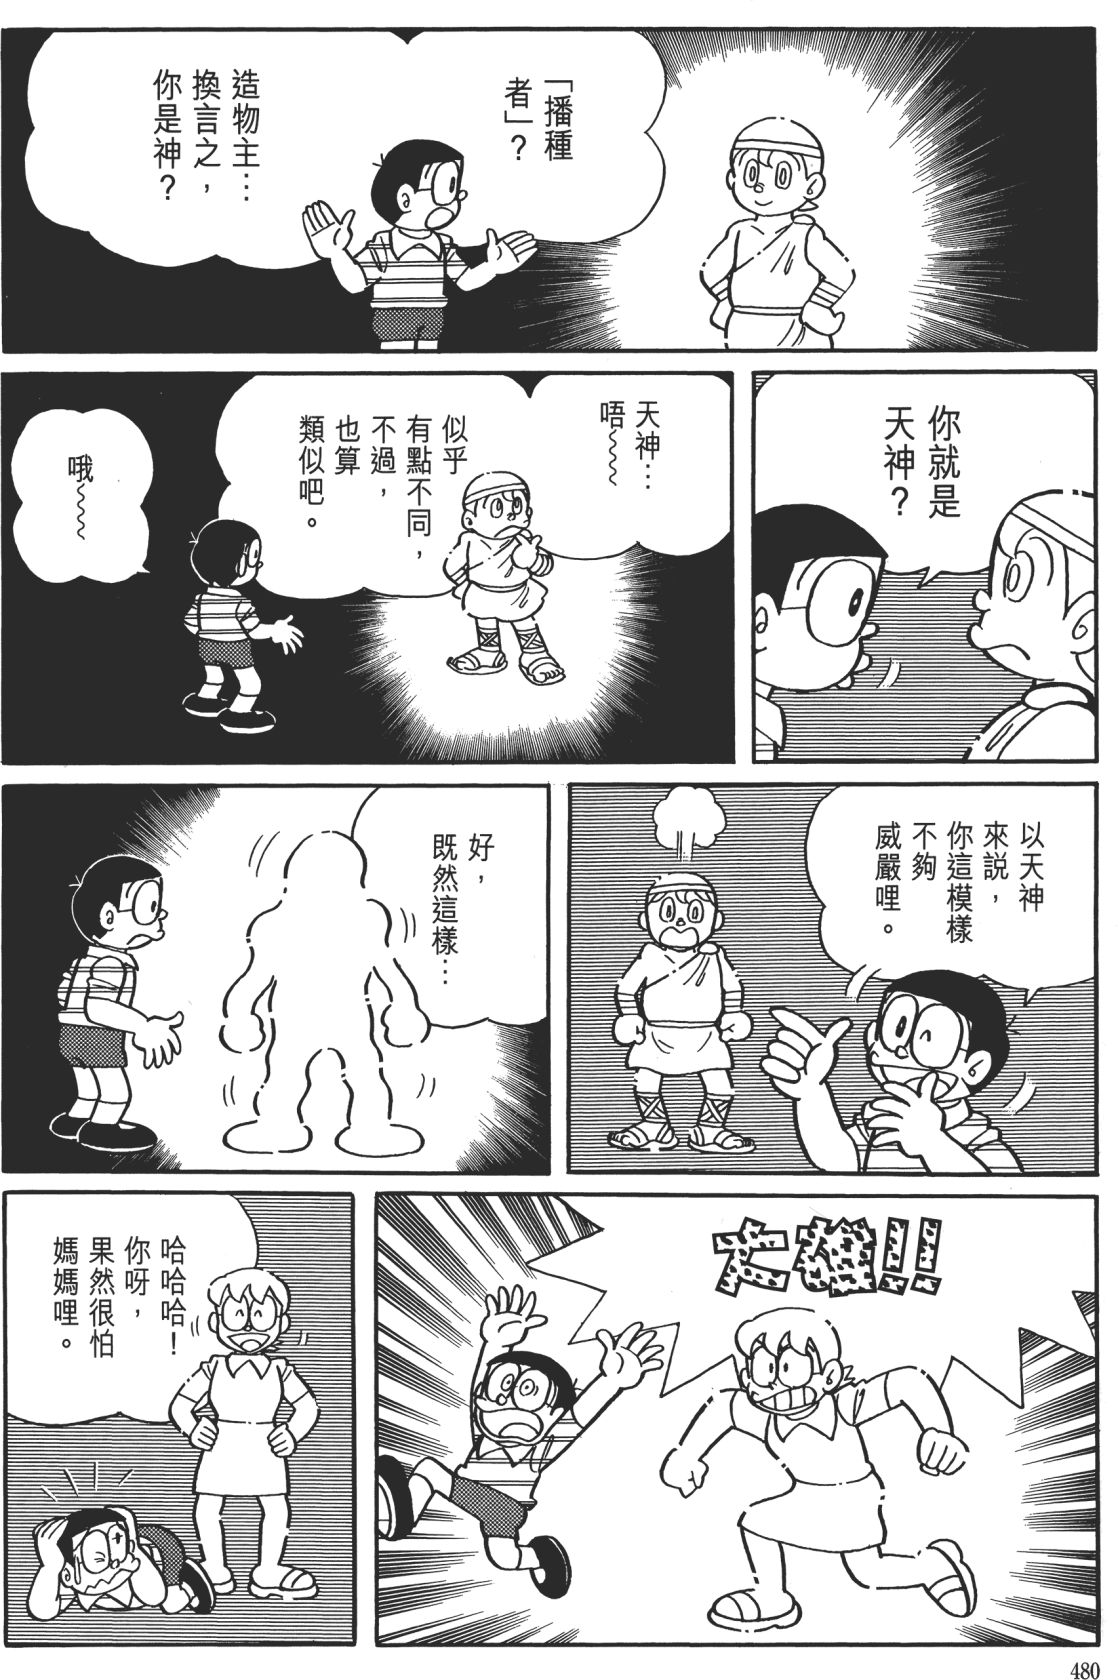 「播種
者」？
造物主…
換言之，
你是神？
你就是
天神？
天神…
唔～～～
似乎
有點不同，
不過，
也算
類似吧。
哦～～～
以天神
來說，
你這模樣
不夠
威嚴哩。
好，
既然這樣…
大雄!!
哈哈哈！
你呀，
果然很怕
媽媽哩。
480